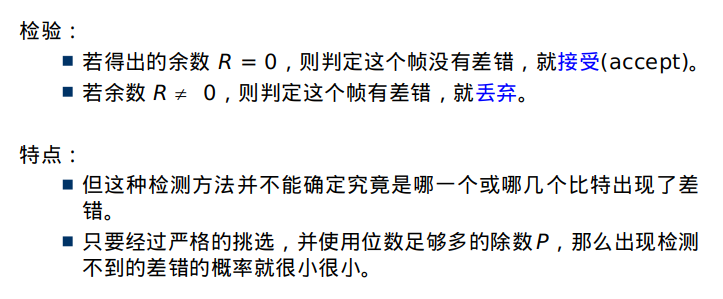 检验：
■ 若得出的余数 R = 0，则判定这个帧没有差错，就接受(accept)。
■ 若余数 R ≠ 0，则判定这个帧有差错，就丢弃。
特点：
■ 但这种检测方法并不能确定究竟是哪一个或哪几个比特出现了差
错。
■ 只要经过严格的挑选，并使用位数足够多的除数P，那么出现检测
不到的差错的概率就很小很小。